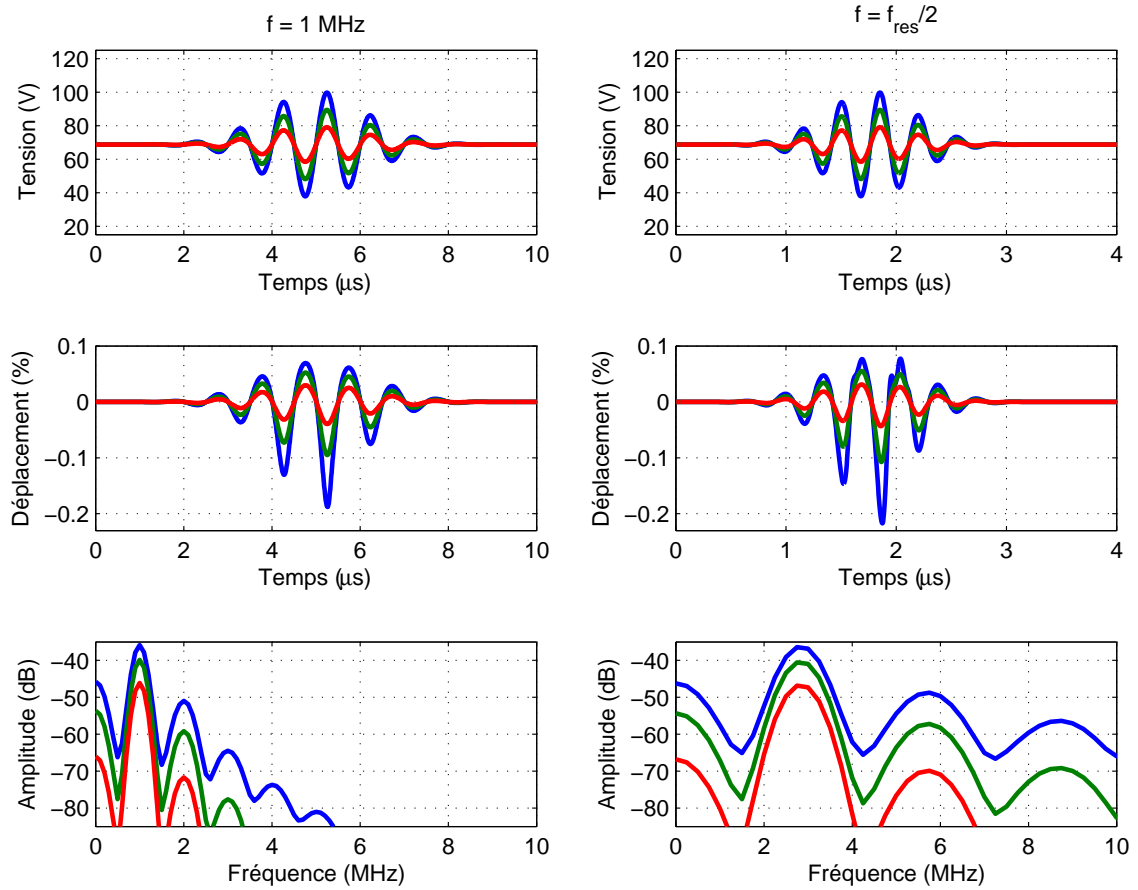 f = 1 MHz
120
100
80
60
40
20
Tension (V)
0 2 4 6 8 10
Temps (μs)
f = f_res/2
120
100
80
60
40
20
Tension (V)
0 1 2 3 4
Temps (μs)
0.1
0
−0.1
−0.2
Déplacement (%)
0 2 4 6 8 10
Temps (μs)
0.1
0
−0.1
−0.2
Déplacement (%)
0 1 2 3 4
Temps (μs)
−40
−50
−60
−70
−80
Amplitude (dB)
0 2 4 6 8 10
Fréquence (MHz)
−40
−50
−60
−70
−80
Amplitude (dB)
0 2 4 6 8 10
Fréquence (MHz)